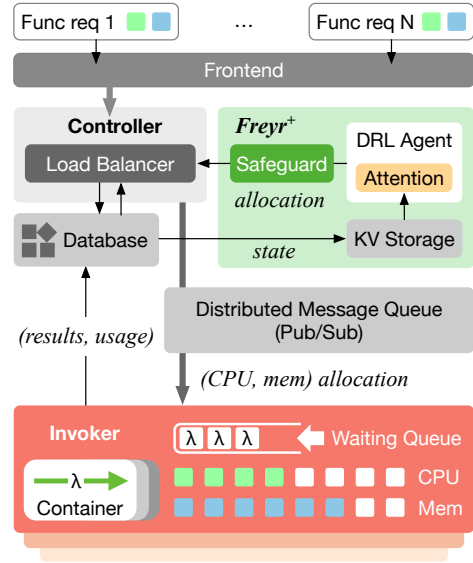 Func req 1
...
Func req N
Frontend
Controller
Freyr+
Load Balancer
Safeguard
DRL Agent
Attention
allocation
Database
state
KV Storage
Distributed Message Queue
(Pub/Sub)
(results, usage)
(CPU, mem) allocation
Invoker
λ λ λ
Waiting Queue
λ
Container
CPU
Mem